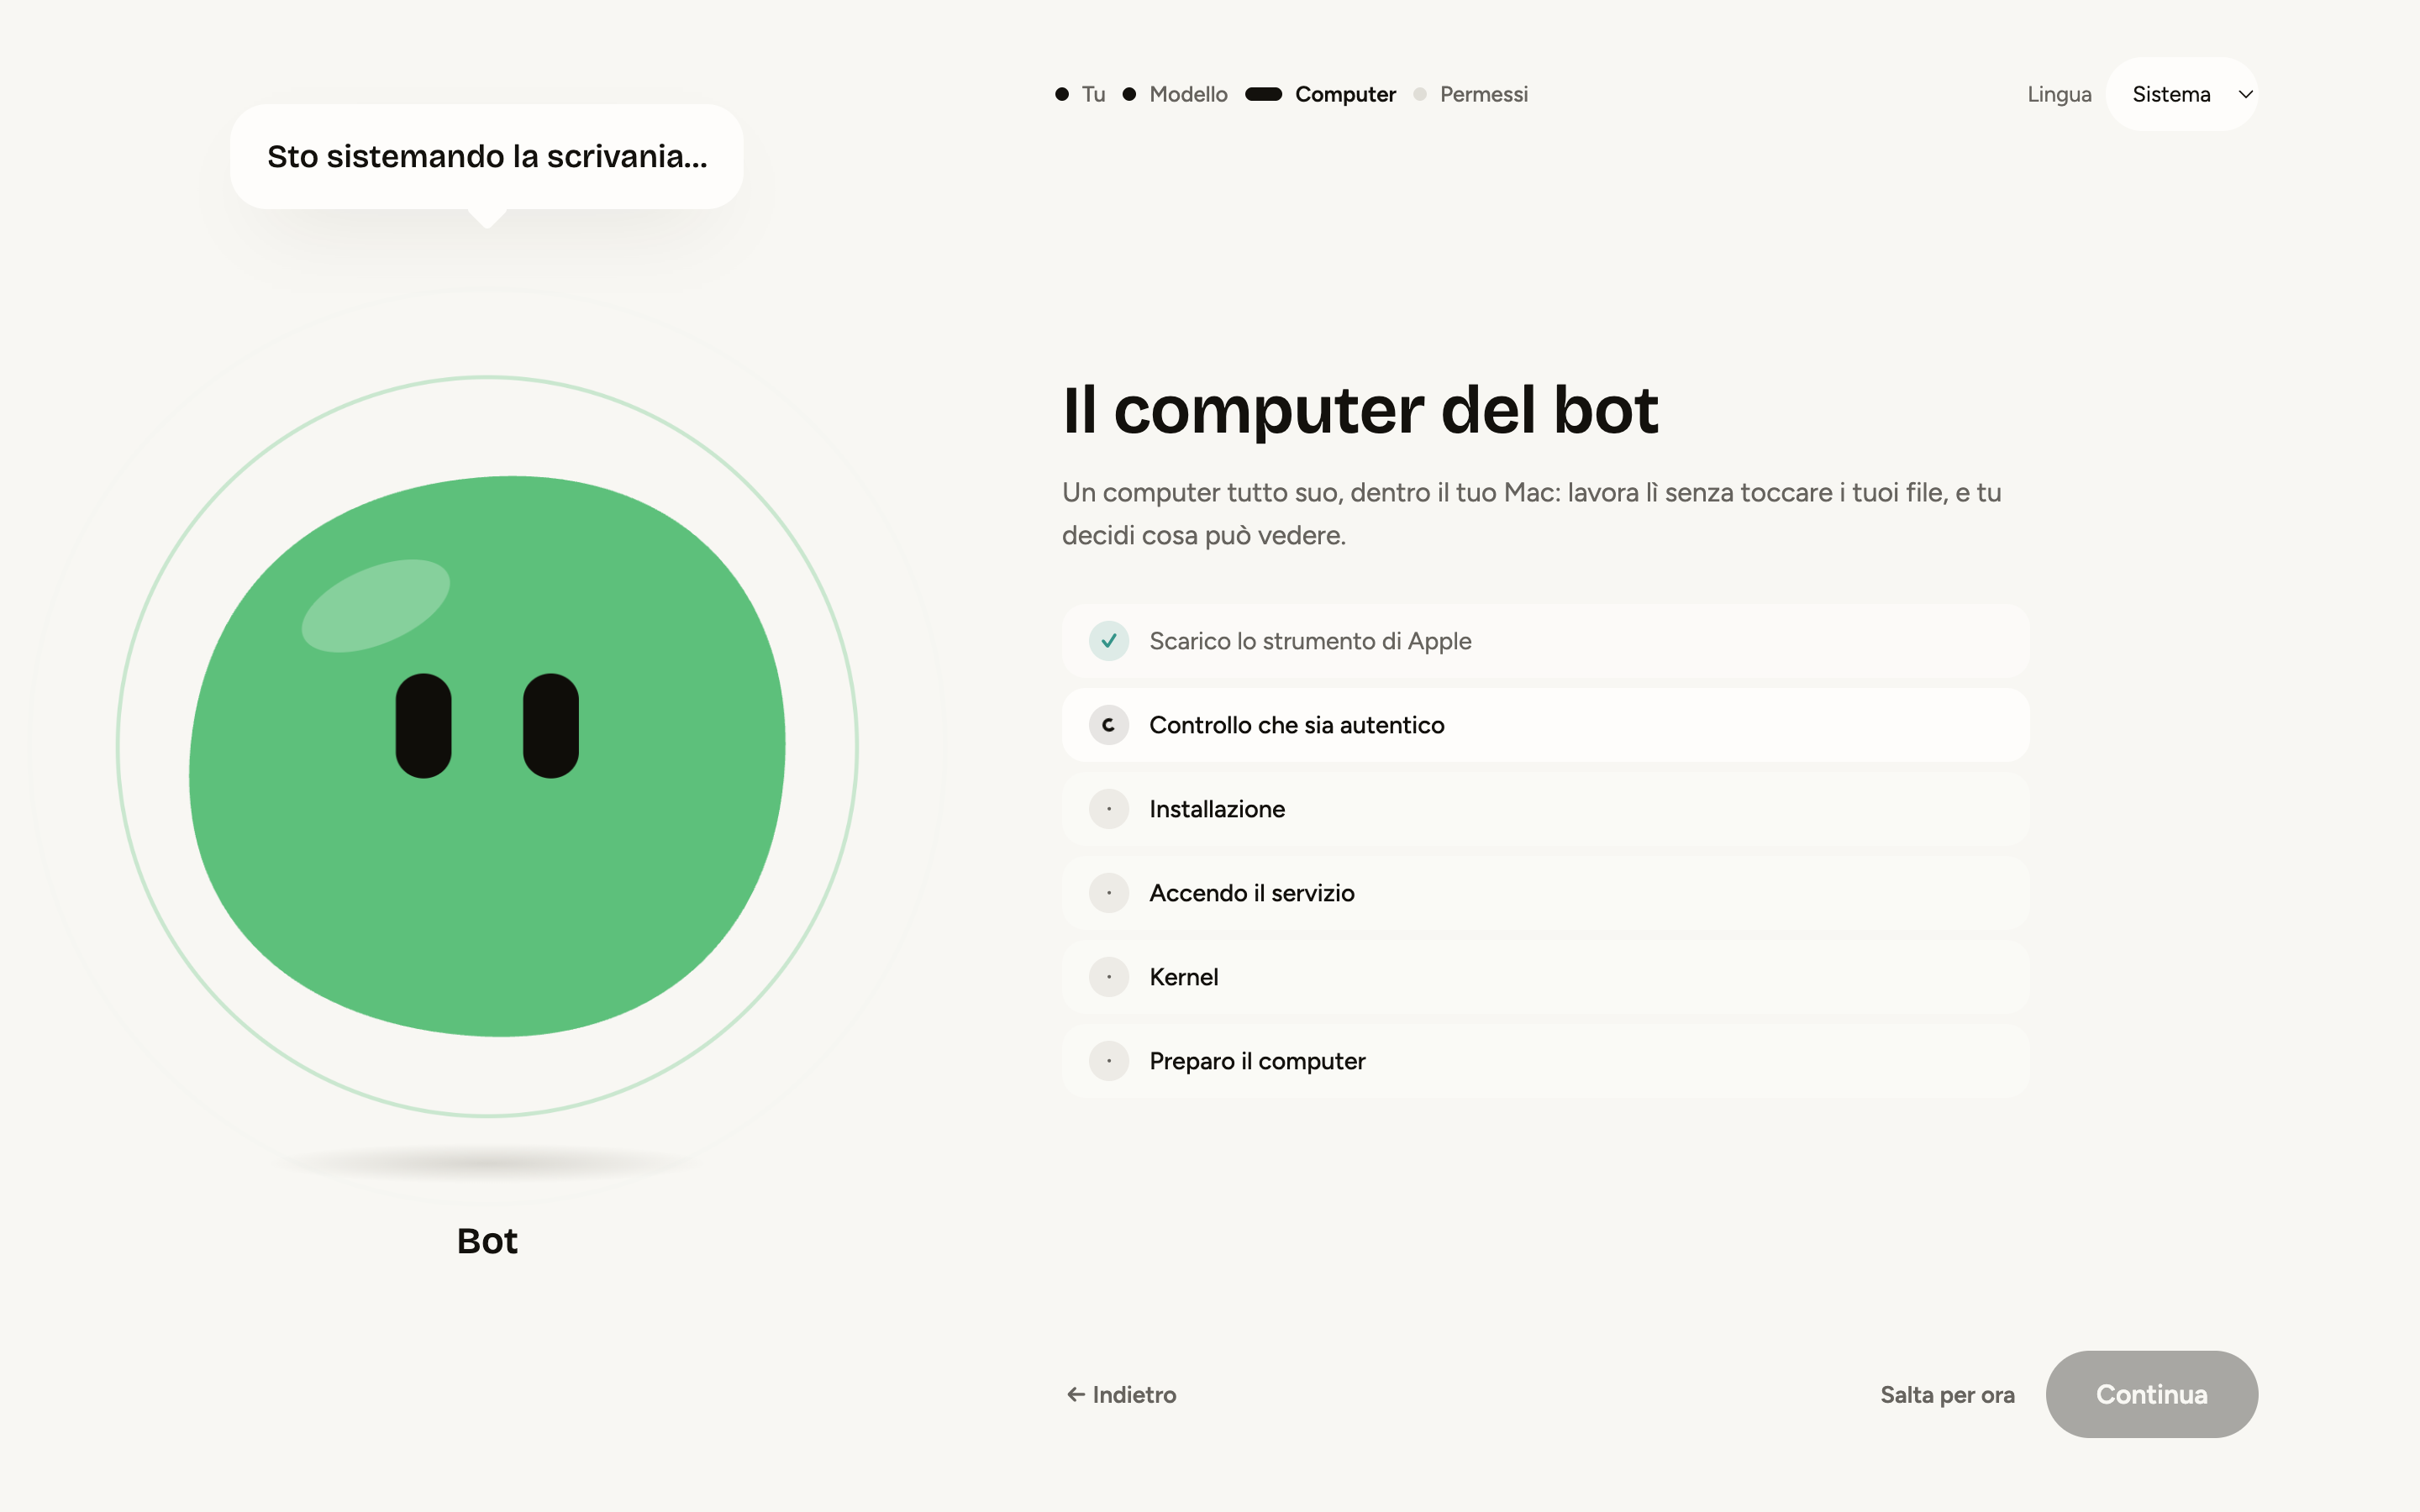 Tu
Modello
Computer
Permessi
Lingua
Sistema
Sto sistemando la scrivania...
Il computer del bot
Un computer tutto suo, dentro il tuo Mac: lavora lì senza toccare i tuoi file, e tu
decidi cosa può vedere.
Scarico lo strumento di Apple
Controllo che sia autentico
Installazione
Accendo il servizio
Kernel
Preparo il computer
Bot
Indietro
Salta per ora
Continua